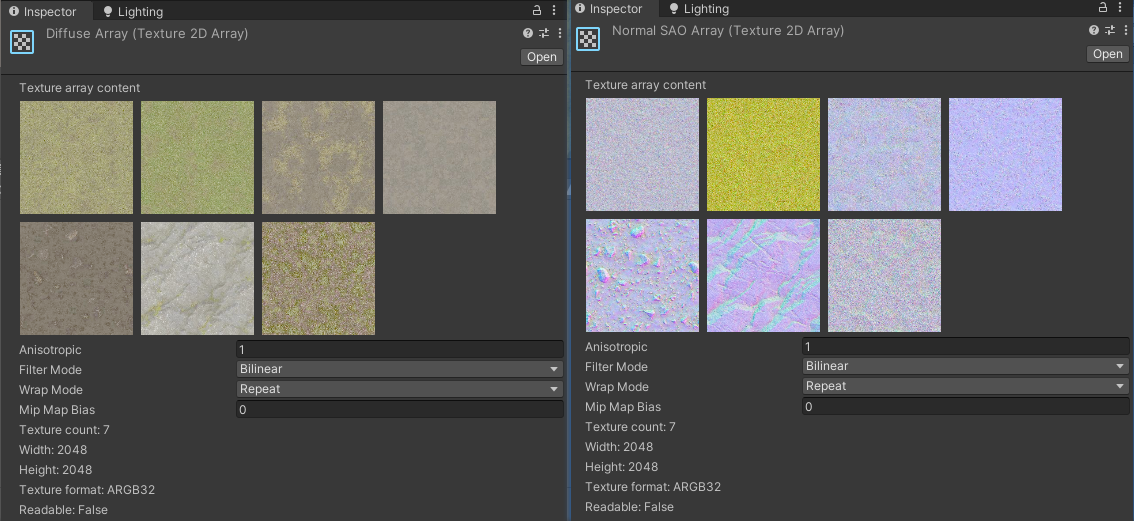 Inspector Lighting
Diffuse Array (Texture 2D Array)
Open
Texture array content
Anisotropic 1
Filter Mode Bilinear
Wrap Mode Repeat
Mip Map Bias 0
Texture count: 7
Width: 2048
Height: 2048
Texture format: ARGB32
Readable: False
Inspector Lighting
Normal SAO Array (Texture 2D Array)
Open
Texture array content
Anisotropic 1
Filter Mode Bilinear
Wrap Mode Repeat
Mip Map Bias 0
Texture count: 7
Width: 2048
Height: 2048
Texture format: ARGB32
Readable: False